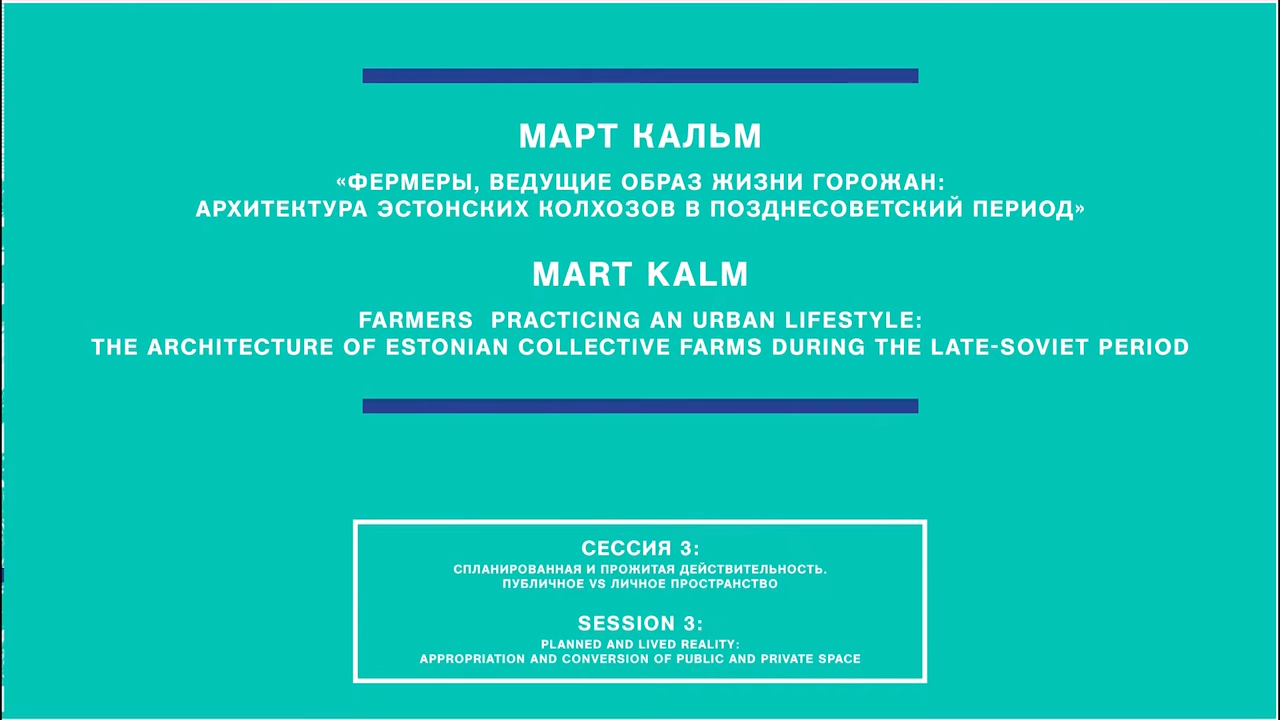 МАРТ КАЛЬМ
«ФЕРМЕРЫ, ВЕДУЩИЕ ОБРАЗ ЖИЗНИ ГОРОЖАН:
АРХИТЕКТУРА ЭСТОНСКИХ КОЛХОЗОВ В ПОЗДНЕСОВЕТСКИЙ ПЕРИОД»
MART KALM
FARMERS PRACTICING AN URBAN LIFESTYLE:
THE ARCHITECTURE OF ESTONIAN COLLECTIVE FARMS DURING THE LATE-SOVIET PERIOD
СЕССИЯ 3:
СПЛАНИРОВАННАЯ И ПРОЖИТАЯ ДЕЙСТВИТЕЛЬНОСТЬ.
ПУБЛИЧНОЕ VS ЛИЧНОЕ ПРОСТРАНСТВО
SESSION 3:
PLANNED AND LIVED REALITY:
APPROPRIATION AND CONVERSION OF PUBLIC AND PRIVATE SPACE